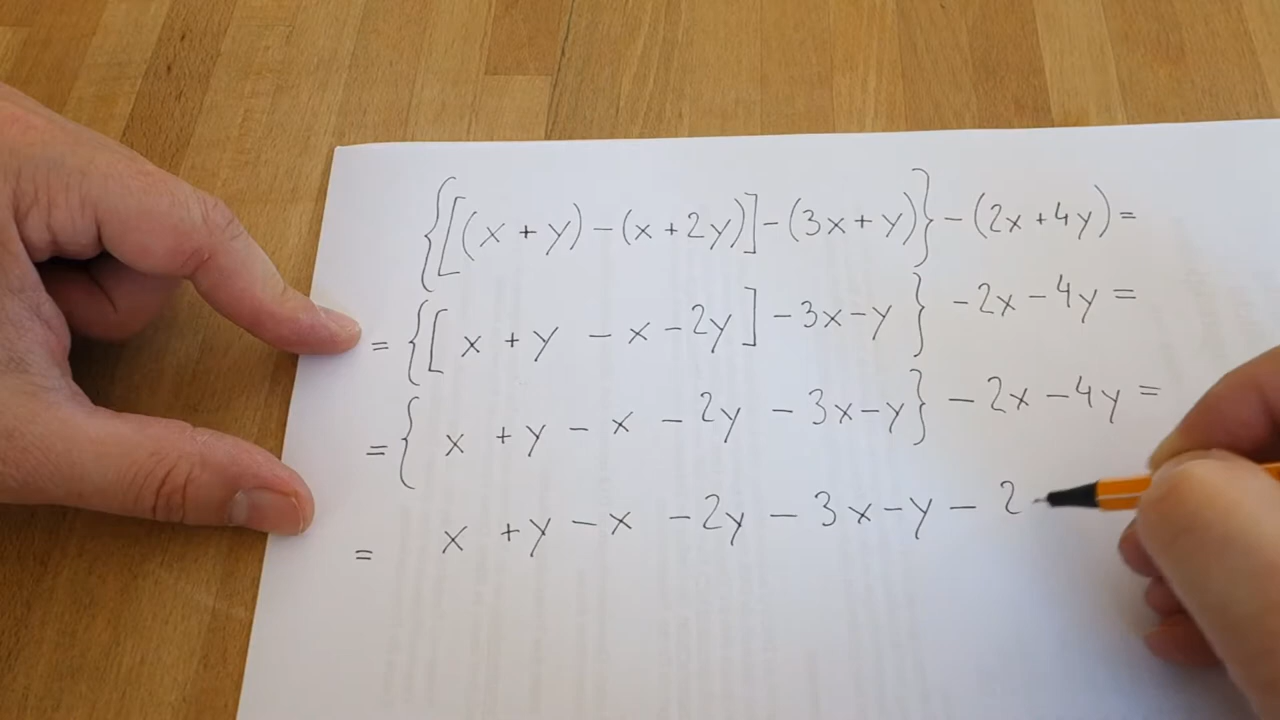 {[(x + y) - (x + 2y)] - (3x + y)} - (2x + 4y) =
= {[ x + y - x - 2y ] - 3x - y } - 2x - 4y =
= { x + y - x - 2y - 3x - y} - 2x - 4y =
= x + y - x - 2y - 3x - y - 2